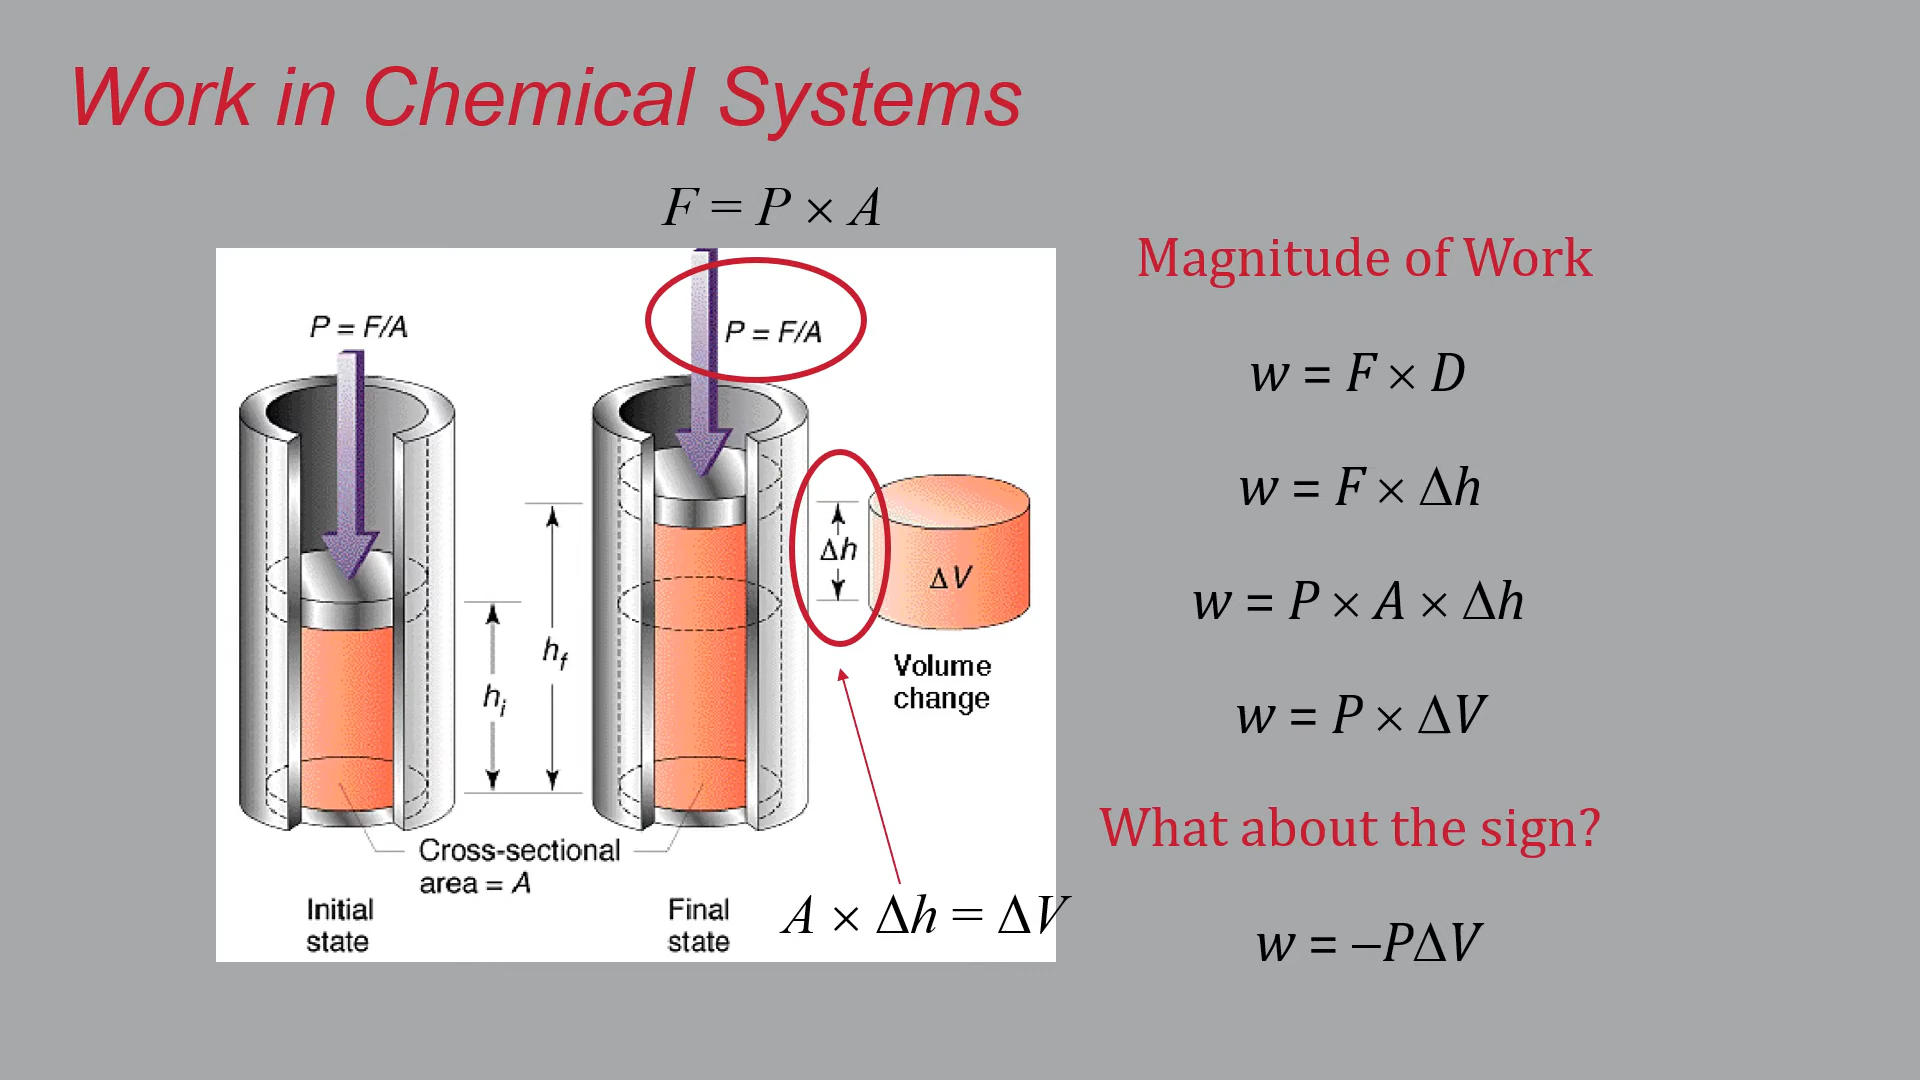 Work in Chemical Systems
F = P × A
P = F/A
P = F/A
Δh
ΔV
h_f
h_i
Volume
change
Cross-sectional
area = A
Initial
state
Final
state
A × Δh = ΔV
Magnitude of Work
w = F × D
w = F × Δh
w = P × A × Δh
w = P × ΔV
What about the sign?
w = –PΔV